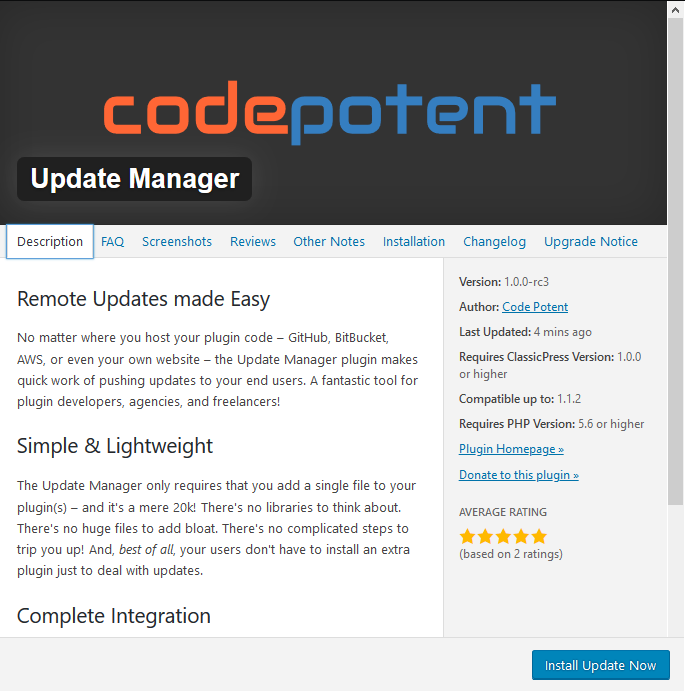 codepotent
Update Manager
Description FAQ Screenshots Reviews Other Notes Installation Changelog Upgrade Notice
Remote Updates made Easy
No matter where you host your plugin code – GitHub, BitBucket,
AWS, or even your own website – the Update Manager plugin makes
quick work of pushing updates to your end users. A fantastic tool for
plugin developers, agencies, and freelancers!
Simple & Lightweight
The Update Manager only requires that you add a single file to your
plugin(s) – and it's a mere 20k! There's no libraries to think about.
There's no huge files to add bloat. There's no complicated steps to
trip you up! And, best of all, your users don't have to install an extra
plugin just to deal with updates.
Complete Integration
Version: 1.0.0-rc3
Author: Code Potent
Last Updated: 4 mins ago
Requires ClassicPress Version: 1.0.0
or higher
Compatible up to: 1.1.2
Requires PHP Version: 5.6 or higher
Plugin Homepage »
Donate to this plugin »
AVERAGE RATING
(based on 2 ratings)
Install Update Now